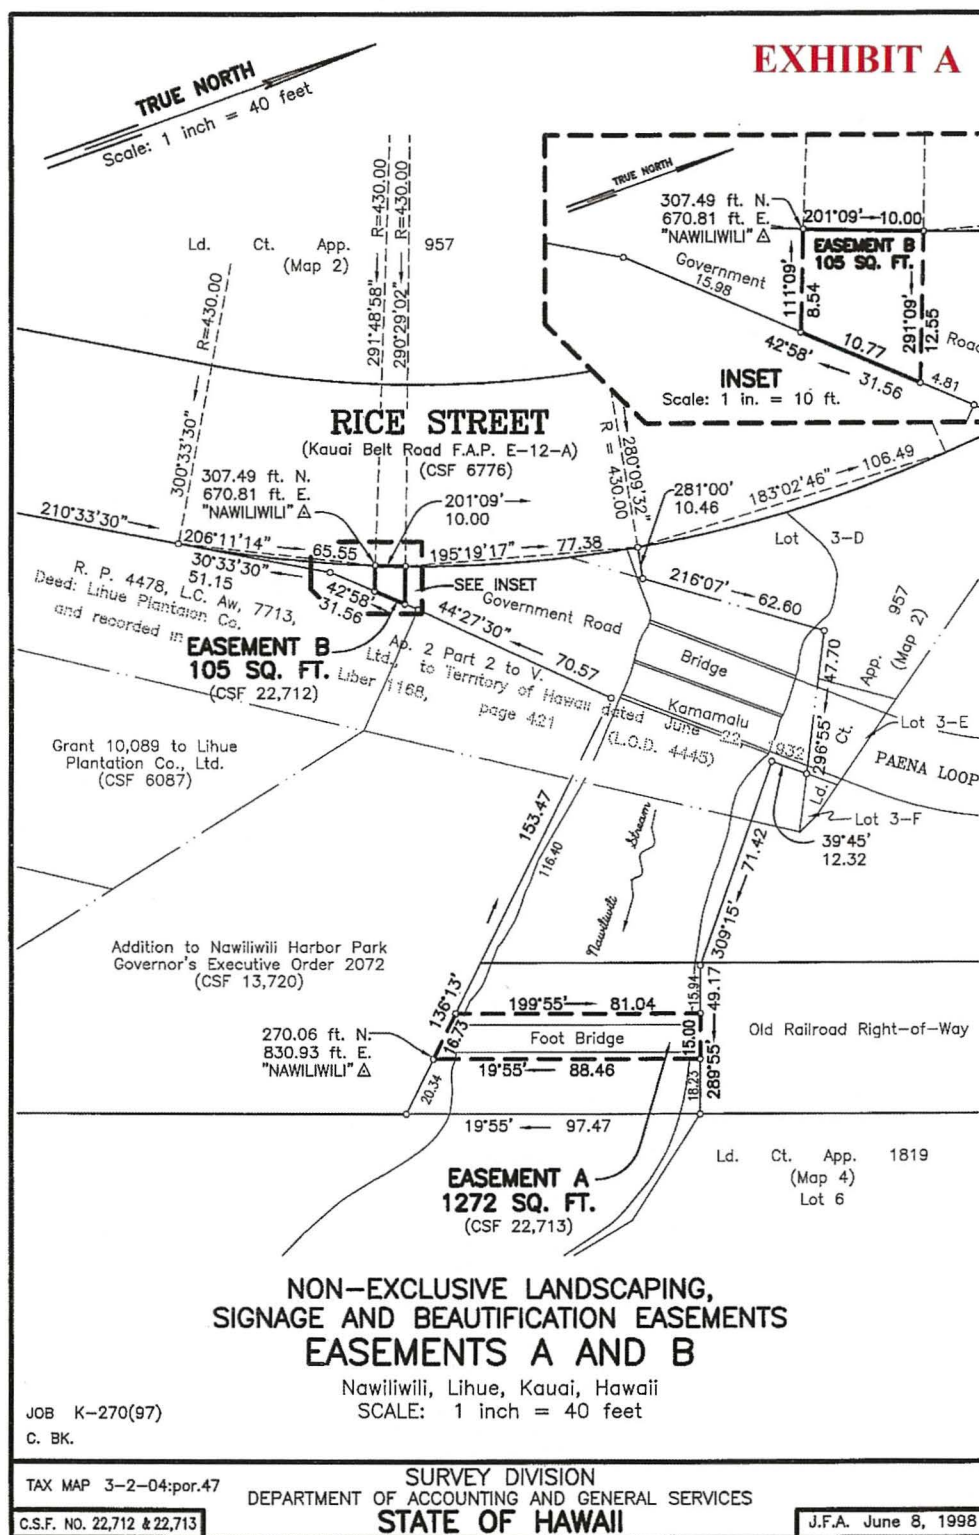 EXHIBIT A
TRUE NORTH
Scale: 1 inch = 40 feet
TRUE NORTH
307.49 ft. N.
670.81 ft. E.
"NAWILIWILI" △
201°09' 10.00
EASEMENT B
105 SQ. FT.
111°09'
8.54
291°09'
12.55
Government
15.98
Road
10.77
42°58'
31.56
4.81
INSET
Scale: 1 in. = 10 ft.
Ld. Ct. App. 957
(Map 2)
R=430.00
300°33'30"
R=430.00
291°48'58"
R=430.00
290°29'02"
RICE STREET
(Kauai Belt Road F.A.P. E-12-A)
(CSF 6776)
R = 430.00
280°09'32"
183°02'46" 106.49
307.49 ft. N.
670.81 ft. E.
"NAWILIWILI" △
201°09'
10.00
281°00'
10.46
210°33'30"
206°11'14" 65.55
195°19'17" 77.38
Lot 3-D
30°33'30"
51.15
42°58'
31.56
SEE INSET
44°27'30" 70.57
Government Road
216°07' 62.60
R. P. 4478, L.C. Aw, 7713,
Deed: Lihue Plantaion Co.
and recorded in
Ap. 2 Part 2 to V.
Ltd., to Territory of Hawaii dated June 22, 1932
Liber 1168, page 421 (L.O.D. 4445)
EASEMENT B
105 SQ. FT.
(CSF 22,712)
Bridge
Kamamalu
47.70
296°55'
Ld. Ct. App. 957
(Map 2)
Lot 3-E
PAENA LOOP
Lot 3-F
39°45'
12.32
Grant 10,089 to Lihue
Plantation Co., Ltd.
(CSF 6087)
153.47
116.40
Nawiliwili Stream
71.42
309°15'
Addition to Nawiliwili Harbor Park
Governor's Executive Order 2072
(CSF 13,720)
136°13'
16.73
199°55' 81.04
15.94
49.17
Foot Bridge
15.00
289°55'
Old Railroad Right-of-Way
270.06 ft. N.
830.93 ft. E.
"NAWILIWILI" △
19°55' 88.46
20.34
18.23
19°55' 97.47
EASEMENT A
1272 SQ. FT.
(CSF 22,713)
Ld. Ct. App. 1819
(Map 4)
Lot 6
NON-EXCLUSIVE LANDSCAPING,
SIGNAGE AND BEAUTIFICATION EASEMENTS
EASEMENTS A AND B
Nawiliwili, Lihue, Kauai, Hawaii
SCALE: 1 inch = 40 feet
JOB K-270(97)
C. BK.
TAX MAP 3-2-04:por.47
SURVEY DIVISION
DEPARTMENT OF ACCOUNTING AND GENERAL SERVICES
STATE OF HAWAII
C.S.F. NO. 22,712 & 22,713
J.F.A. June 8, 1998